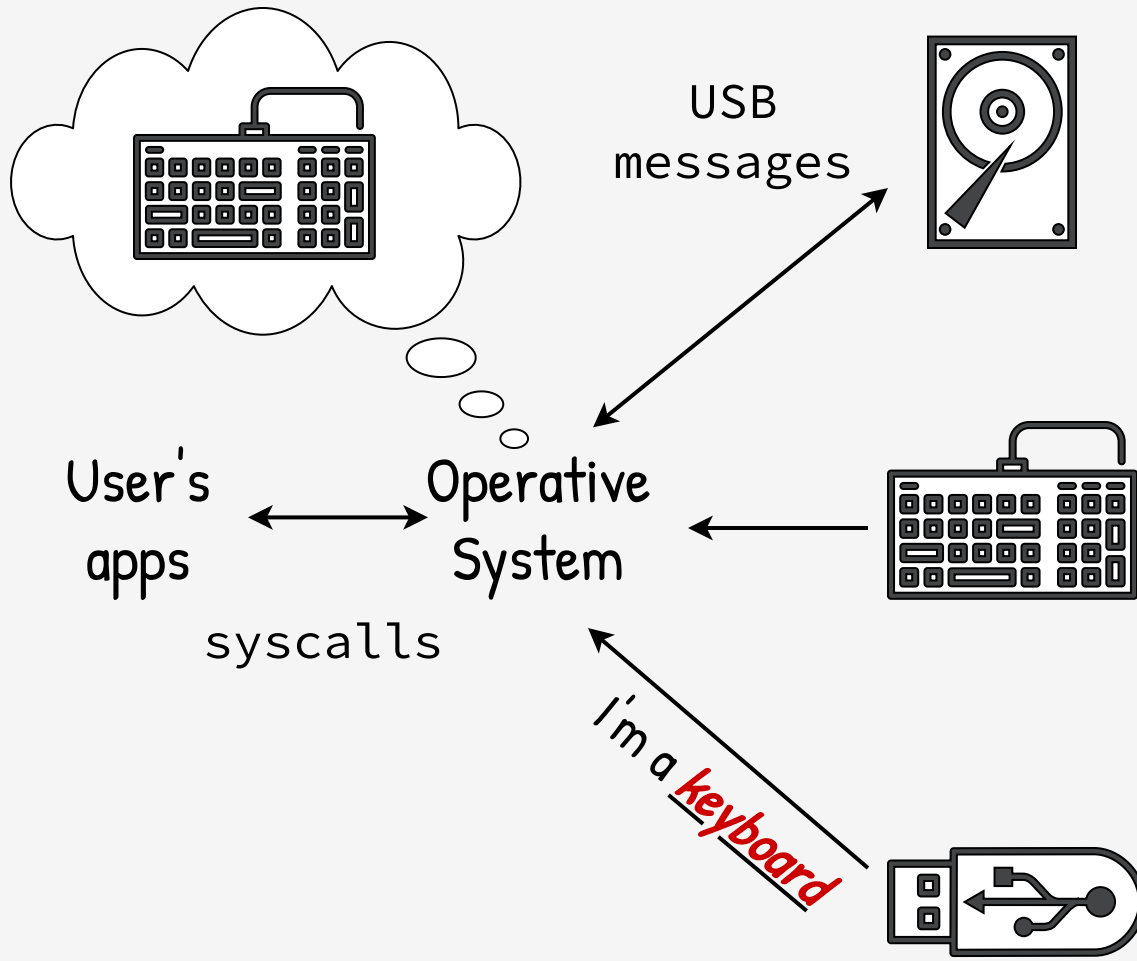 USB
messages
User's
apps
Operative
System
syscalls
I'm a keyboard